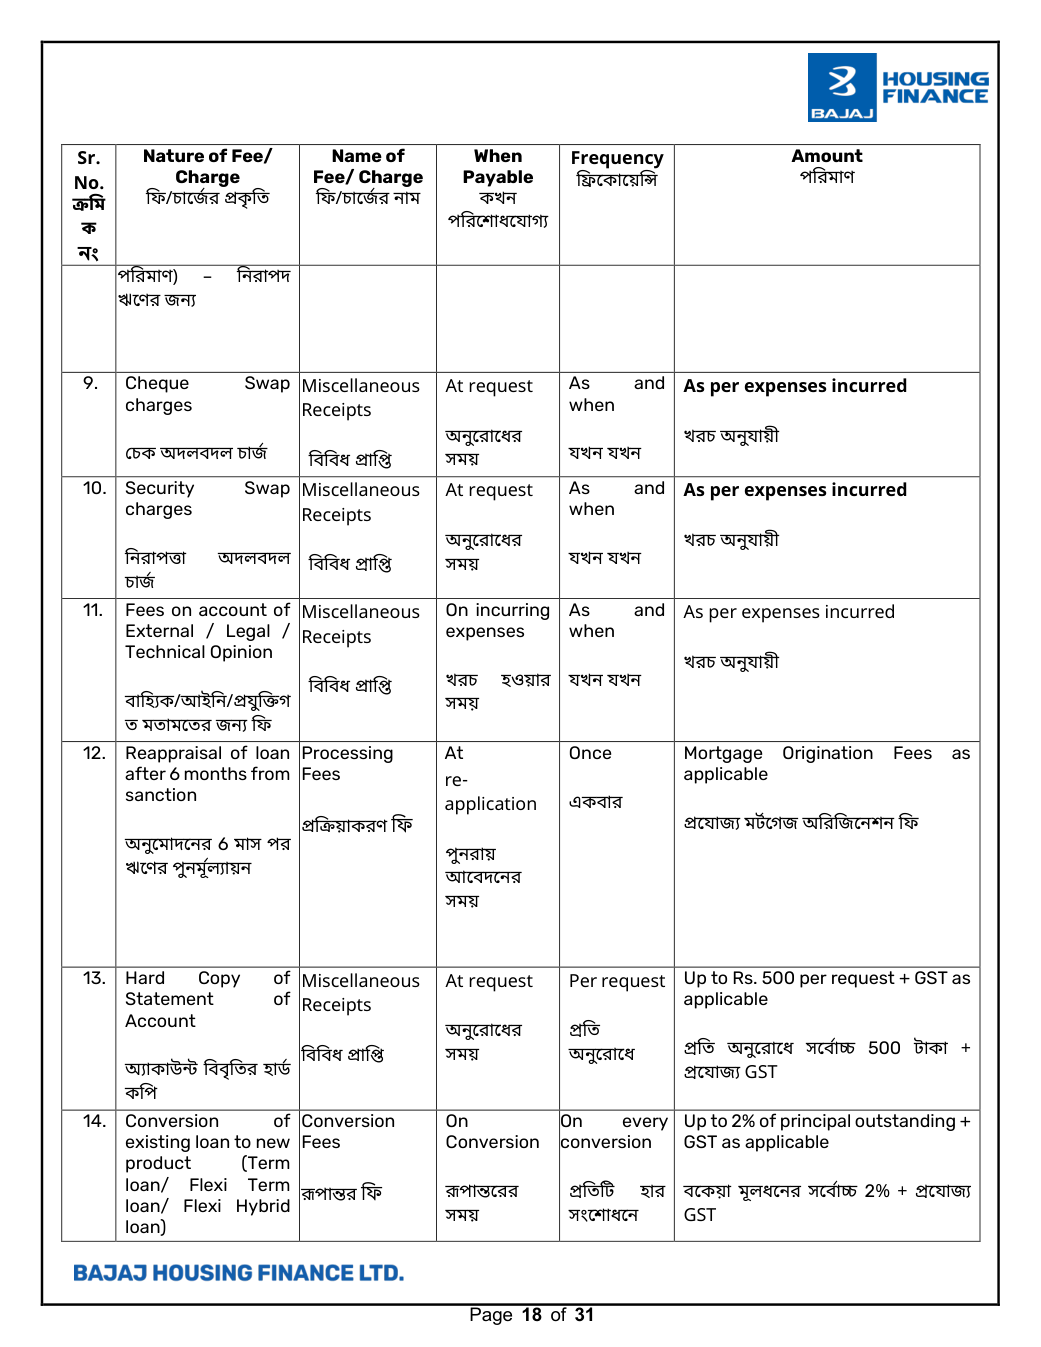 HOUSING
FINANCE
BAJAJ
Sr.
No.
ক্রমি
ক
নং
Nature of Fee/
Charge
ফি/চার্জের প্রকৃতি
Name of
Fee/ Charge
ফি/চার্জের নাম
When
Payable
কখন
পরিশোধযোগ্য
Frequency
ফ্রিকোয়েন্সি
Amount
পরিমাণ
পরিমাণ) – নিরাপদ
ঋণের জন্য
9.
Cheque Swap
charges
চেক অদলবদল চার্জ
Miscellaneous
Receipts
বিবিধ প্রাপ্তি
At request
অনুরোধের
সময়
As and
when
যখন যখন
As per expenses incurred
খরচ অনুযায়ী
10.
Security Swap
charges
নিরাপত্তা অদলবদল
চার্জ
Miscellaneous
Receipts
বিবিধ প্রাপ্তি
At request
অনুরোধের
সময়
As and
when
যখন যখন
As per expenses incurred
খরচ অনুযায়ী
11.
Fees on account of
External / Legal /
Technical Opinion
বাহ্যিক/আইনি/প্রযুক্তিগ
ত মতামতের জন্য ফি
Miscellaneous
Receipts
বিবিধ প্রাপ্তি
On incurring
expenses
খরচ হওয়ার
সময়
As and
when
যখন যখন
As per expenses incurred
খরচ অনুযায়ী
12.
Reappraisal of loan
after 6 months from
sanction
অনুমোদনের 6 মাস পর
ঋণের পুনর্মূল্যায়ন
Processing
Fees
প্রক্রিয়াকরণ ফি
At
re-
application
পুনরায়
আবেদনের
সময়
Once
একবার
Mortgage Origination Fees as
applicable
প্রযোজ্য মর্টগেজ অরিজিনেশন ফি
13.
Hard Copy of
Statement of
Account
অ্যাকাউন্ট বিবৃতির হার্ড
কপি
Miscellaneous
Receipts
বিবিধ প্রাপ্তি
At request
অনুরোধের
সময়
Per request
প্রতি
অনুরোধে
Up to Rs. 500 per request + GST as
applicable
প্রতি অনুরোধে সর্বোচ্চ 500 টাকা +
প্রযোজ্য GST
14.
Conversion of
existing loan to new
product (Term
loan/ Flexi Term
loan/ Flexi Hybrid
loan)
Conversion
Fees
রূপান্তর ফি
On
Conversion
রূপান্তরের
সময়
On every
conversion
প্রতিটি হার
সংশোধনে
Up to 2% of principal outstanding +
GST as applicable
বকেয়া মূলধনের সর্বোচ্চ 2% + প্রযোজ্য
GST
BAJAJ HOUSING FINANCE LTD.
Page 18 of 31